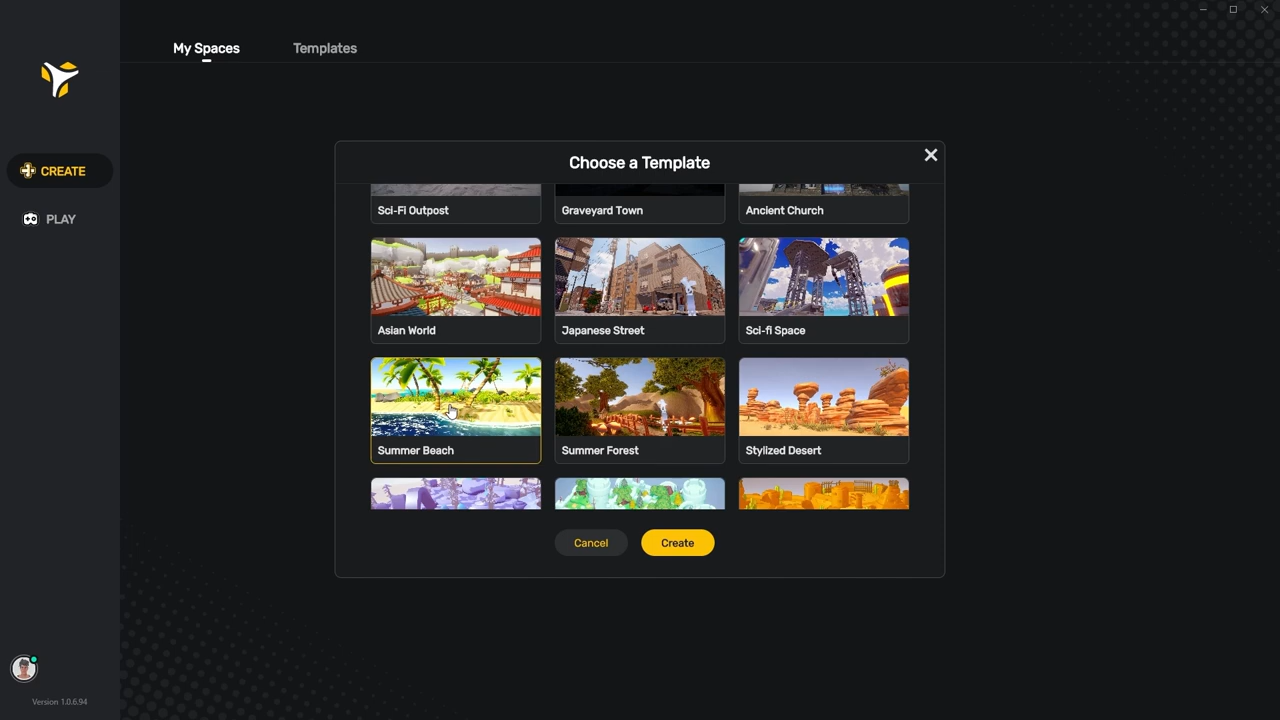 My Spaces
Templates
CREATE
PLAY
Choose a Template
Sci-Fi Outpost
Graveyard Town
Ancient Church
Asian World
Japanese Street
Sci-fi Space
Summer Beach
Summer Forest
Stylized Desert
Cancel
Create
Version 1.0.6.94